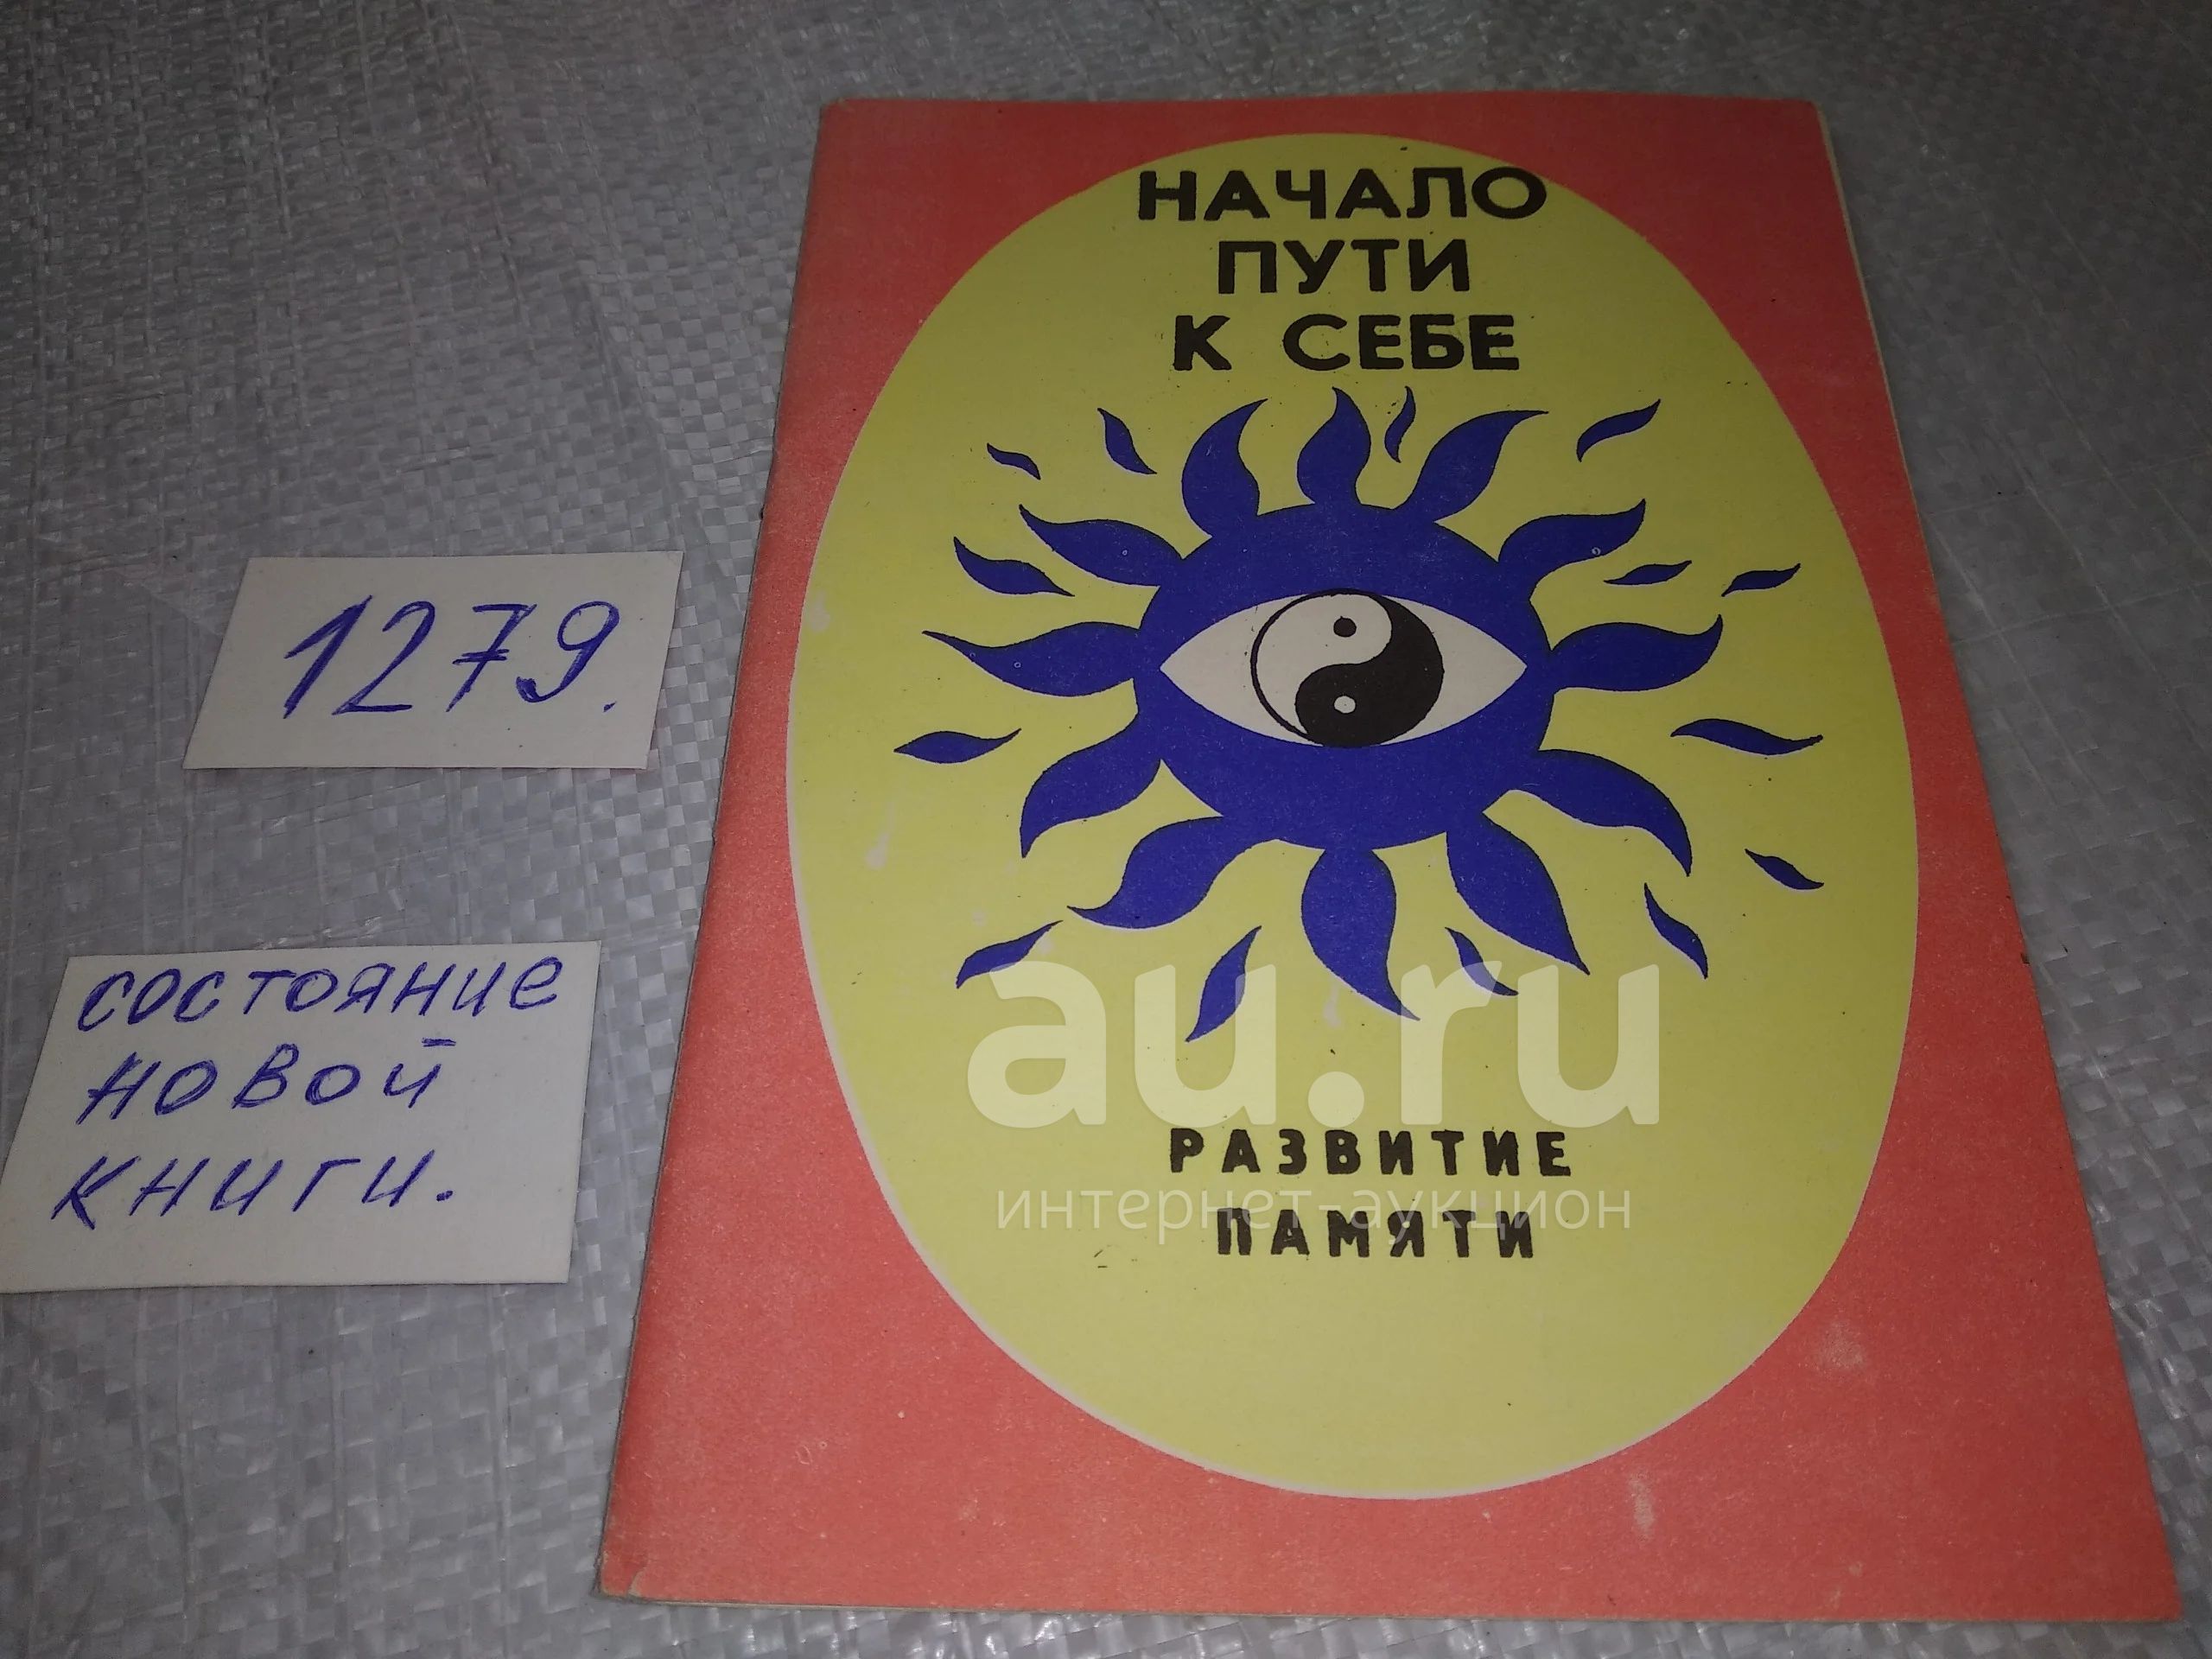 НАЧАЛО
ПУТИ
К СЕБЕ
1279.
состояние
новой
книги.
au.ru
РАЗВИТИЕ
интернет-аукцион
ПАМЯТИ